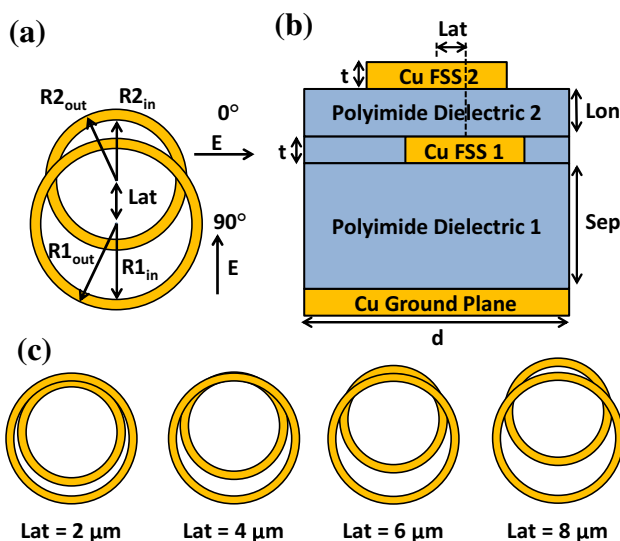 (a)
R2out
R2in
0°
E
Lat
90°
E
R1out
R1in
(b)
Lat
t
Cu FSS 2
Polyimide Dielectric 2
Lon
t
Cu FSS 1
Polyimide Dielectric 1
Sep
Cu Ground Plane
d
(c)
Lat = 2 µm
Lat = 4 µm
Lat = 6 µm
Lat = 8 µm